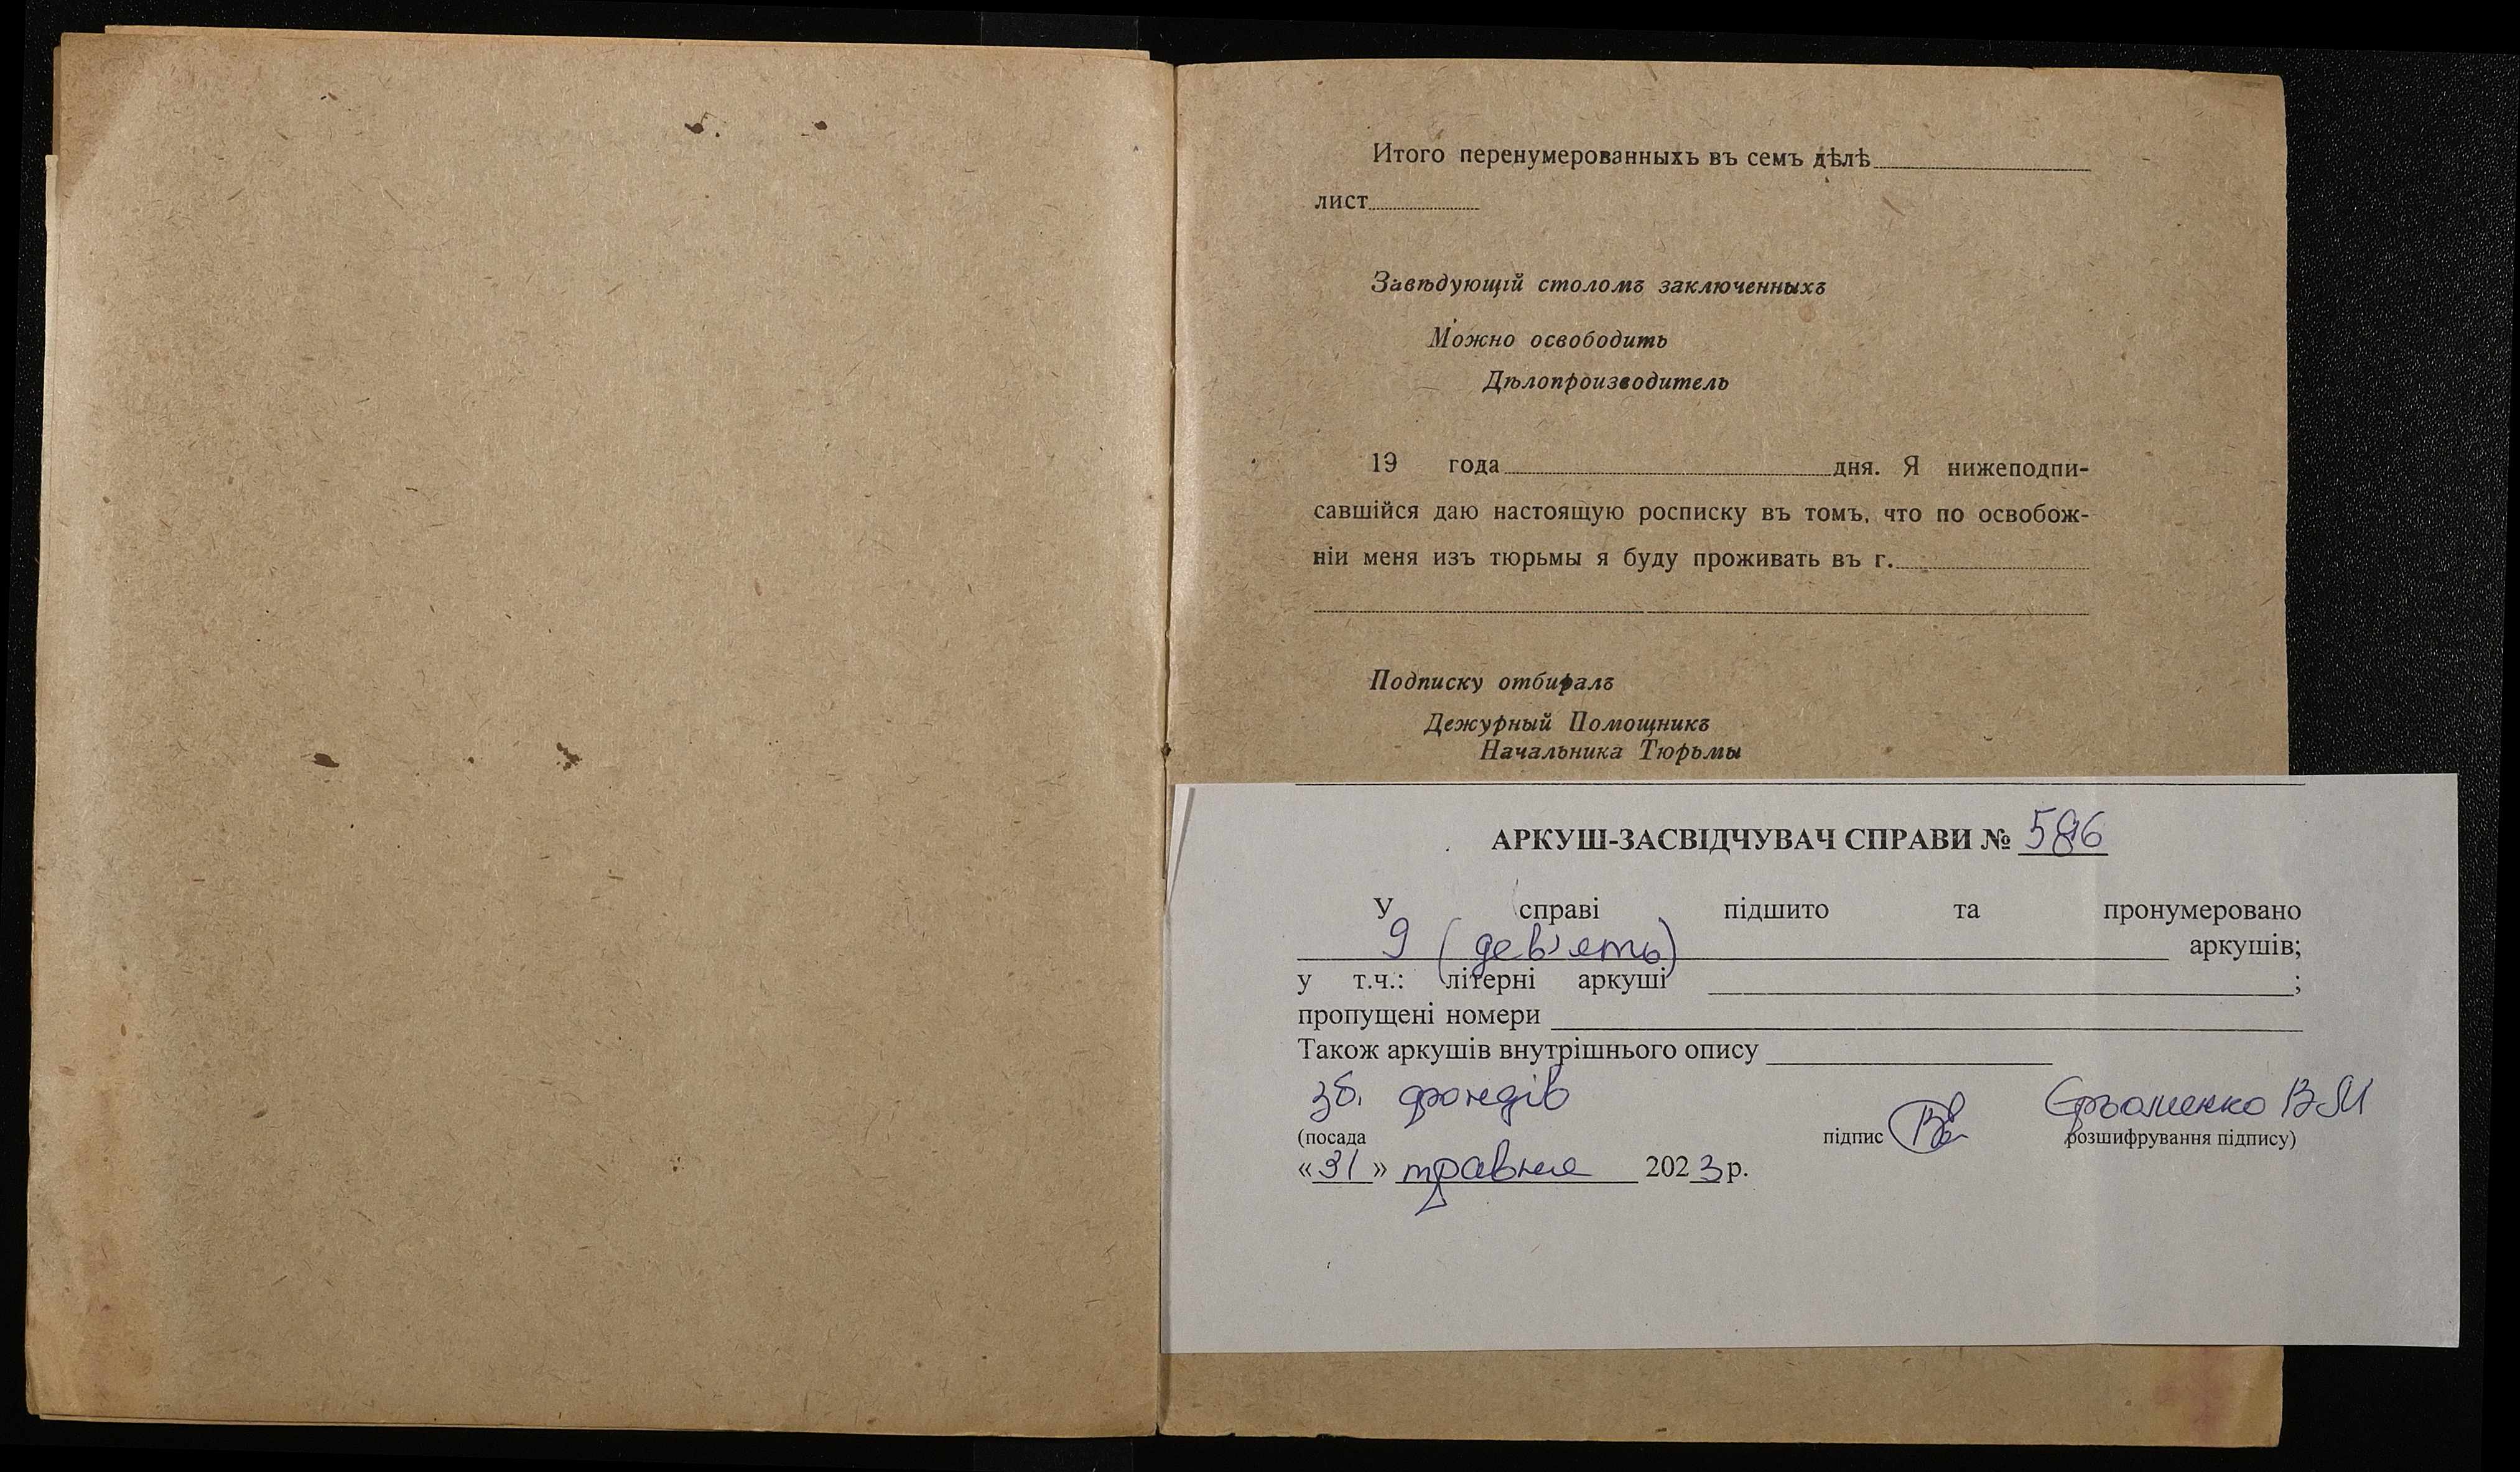 Итого перенумерованныхъ въ семъ дѣлѣ
лист
Завѣдующій столомъ заключенныхъ
Можно освободить
Дѣлопроизводитель
19 года дня. Я нижеподпи-
савшійся даю настоящую росписку въ томъ, что по освобож-
ніи меня изъ тюрьмы я буду проживать въ г.
Подписку отбиралъ
Дежурный Помощникъ
Начальника Тюрьмы
АРКУШ-ЗАСВІДЧУВАЧ СПРАВИ №
У справі підшито та пронумеровано
9 (дев'ять) аркушів;
у т.ч.: літерні аркуші ;
пропущені номери
Також аркушів внутрішнього опису
зб. фондів
(посада підпис розшифрування підпису)
«31» травня 2023 р.